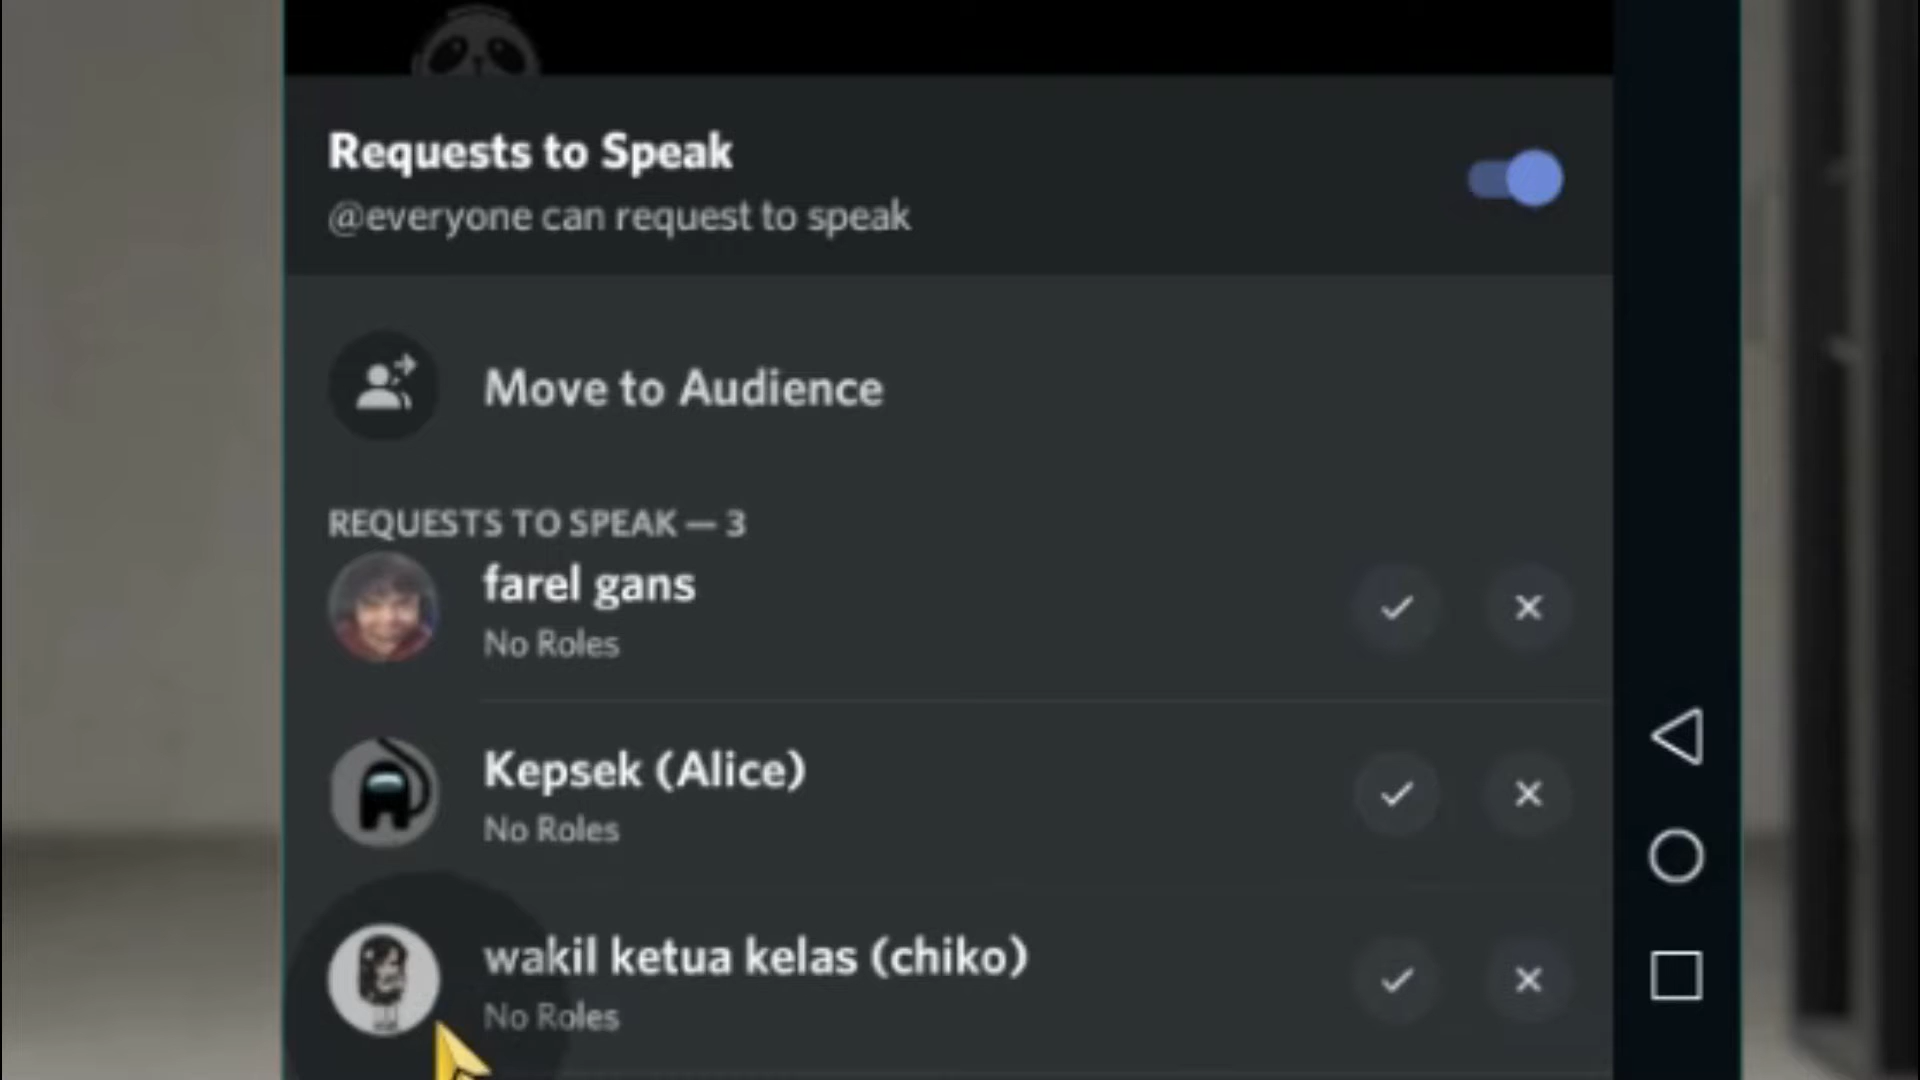 Requests to Speak
@everyone can request to speak
Move to Audience
REQUESTS TO SPEAK — 3
farel gans
No Roles
Kepsek (Alice)
No Roles
wakil ketua kelas (chiko)
No Roles